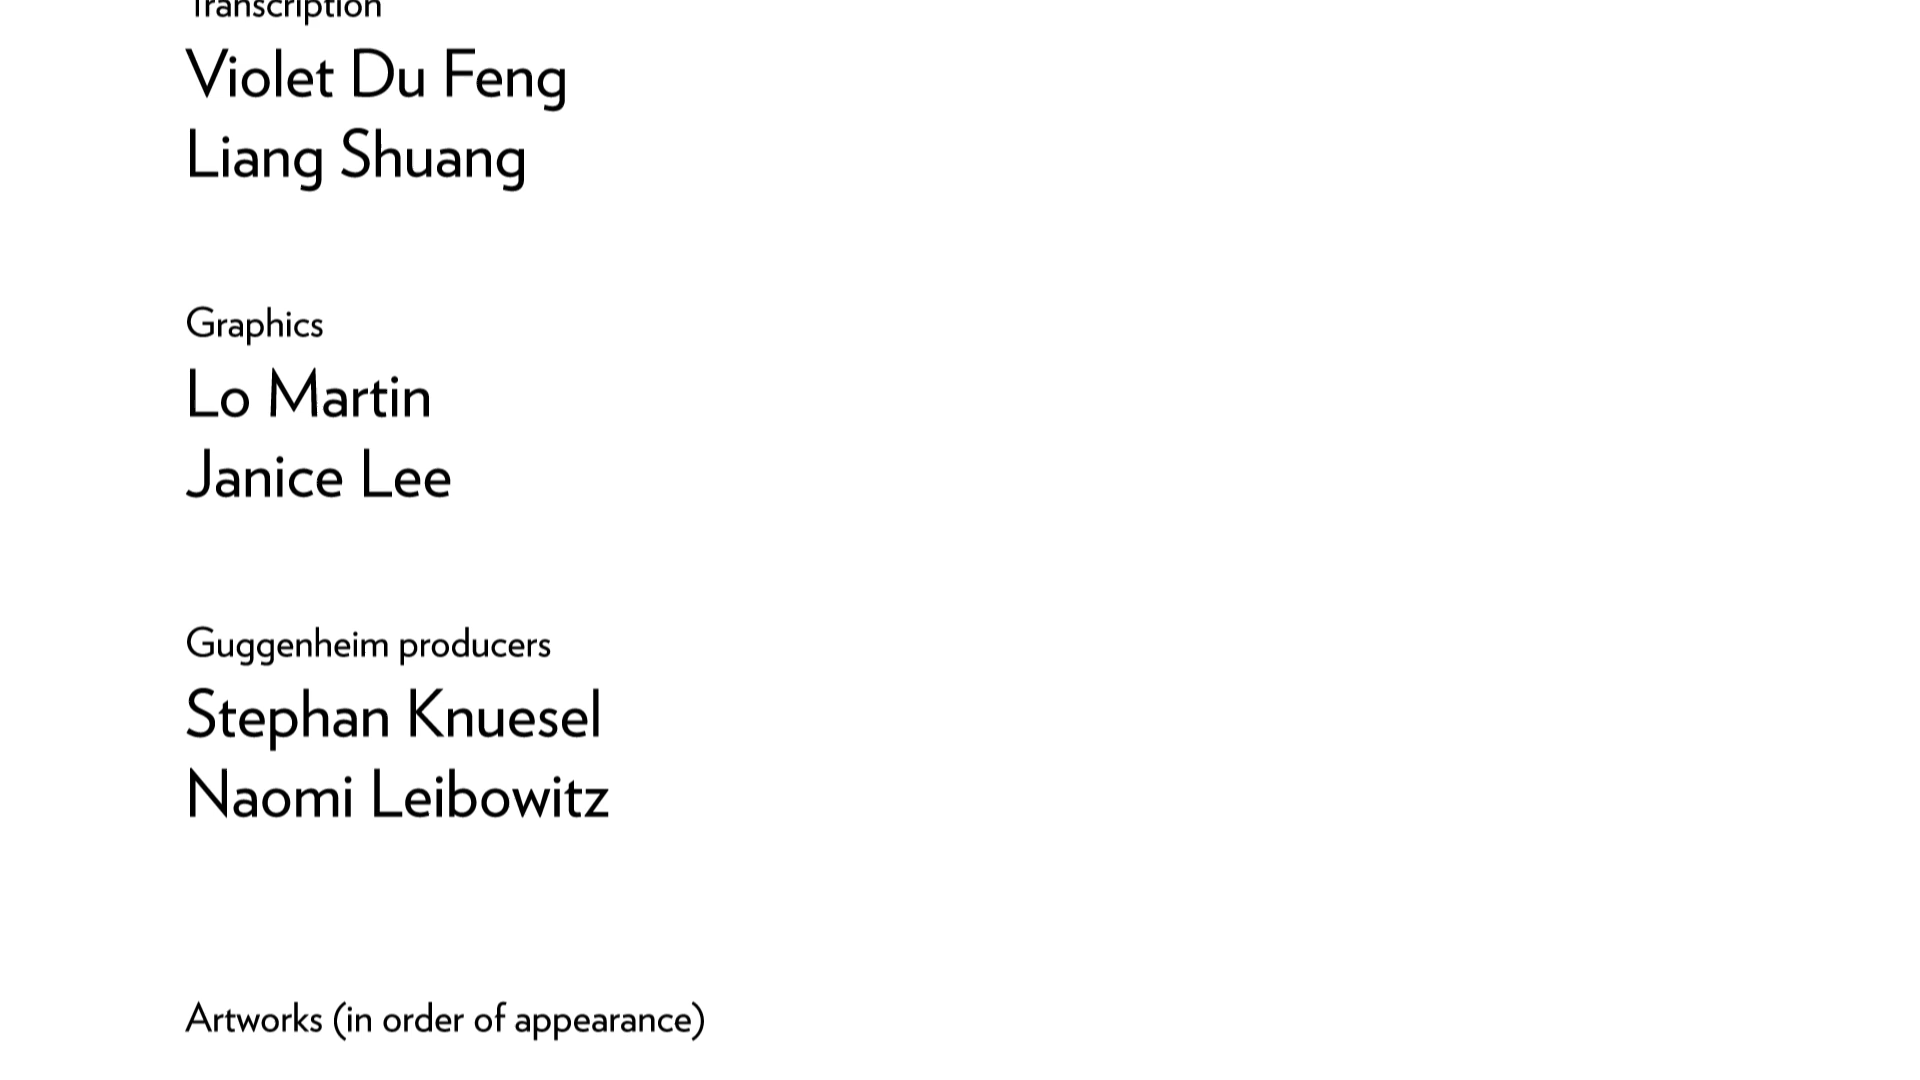 Transcription
Violet Du Feng
Liang Shuang
Graphics
Lo Martin
Janice Lee
Guggenheim producers
Stephan Knuesel
Naomi Leibowitz
Artworks (in order of appearance)